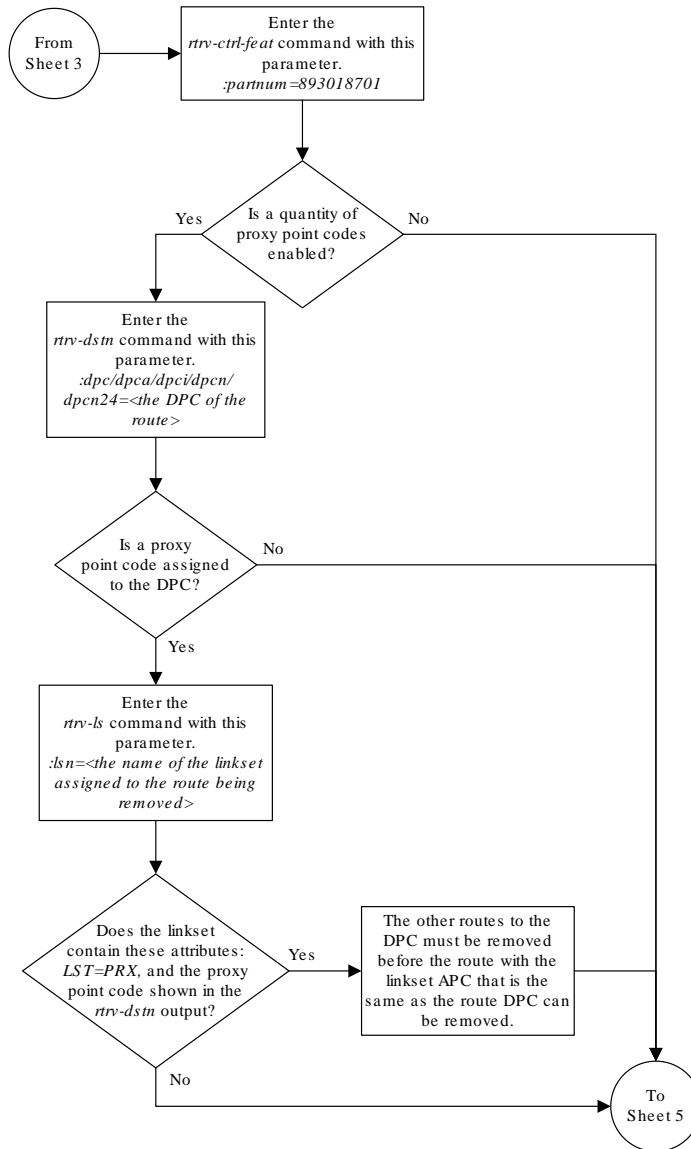 From
Sheet 3
Enter the
rtrv-ctrl-feat command with this
parameter.
:partnum=893018701
Is a quantity of
proxy point codes
enabled?
Yes
No
Enter the
rtrv-dstn command with this
parameter.
:dpc/dpca/dpci/dpcn/
dpcn24=<the DPC of the
route>
Is a proxy
point code assigned
to the DPC?
No
Yes
Enter the
rtrv-ls command with this
parameter.
:lsn=<the name of the linkset
assigned to the route being
removed>
Does the linkset
contain these attributes:
LST=PRX, and the proxy
point code shown in the
rtrv-dstn output?
Yes
No
The other routes to the
DPC must be removed
before the route with the
linkset APC that is the
same as the route DPC can
be removed.
To
Sheet 5